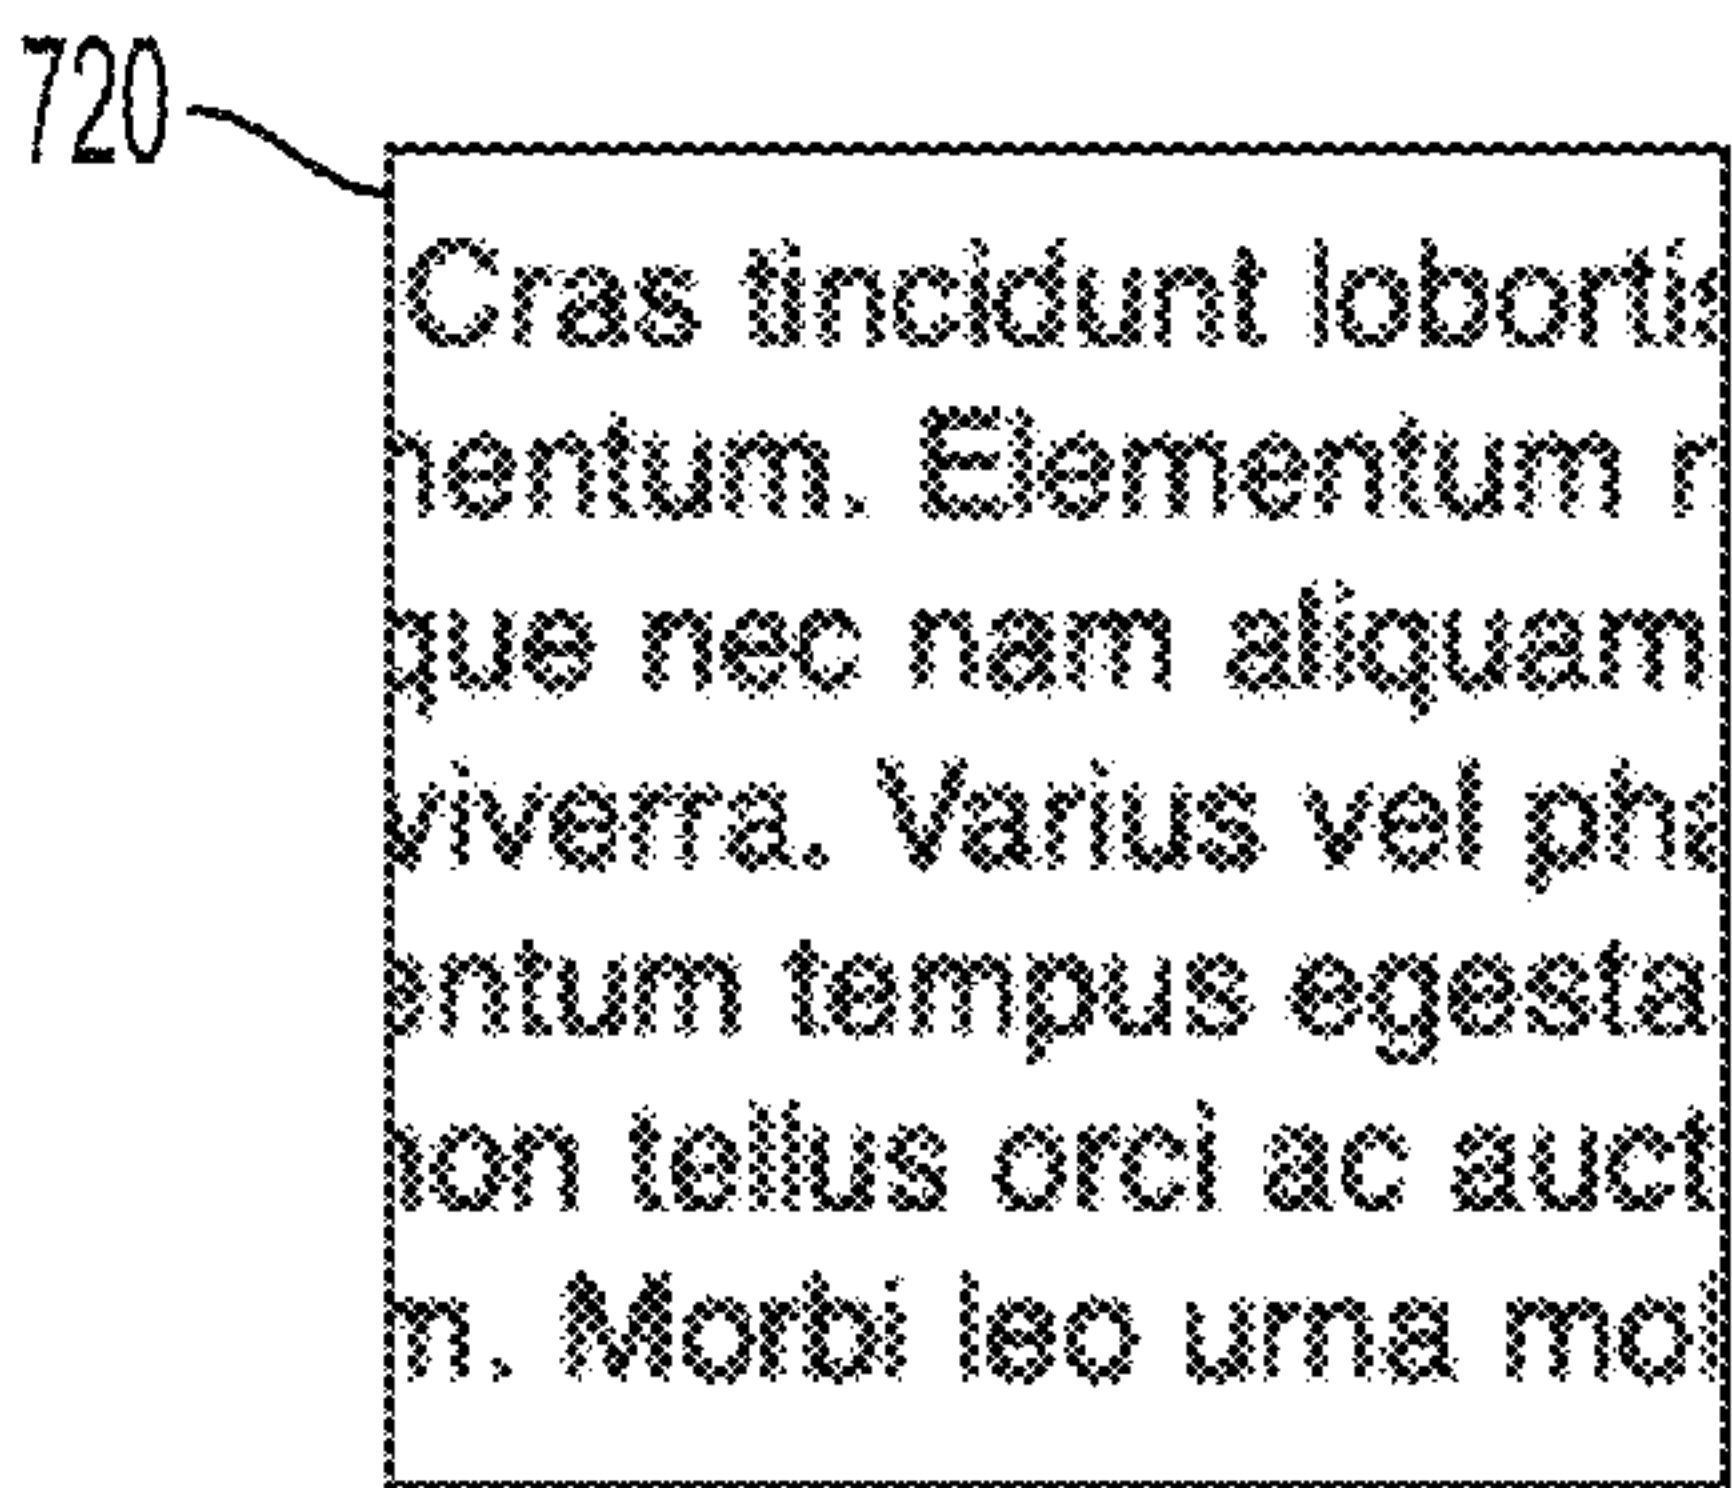 720
Cras tincidunt lobortis
mentum. Elementum n
que nec nam aliquam
viverra. Varius vel pha
entum tempus egesta
non tellus orci ac auct
m. Morbi leo urna mol